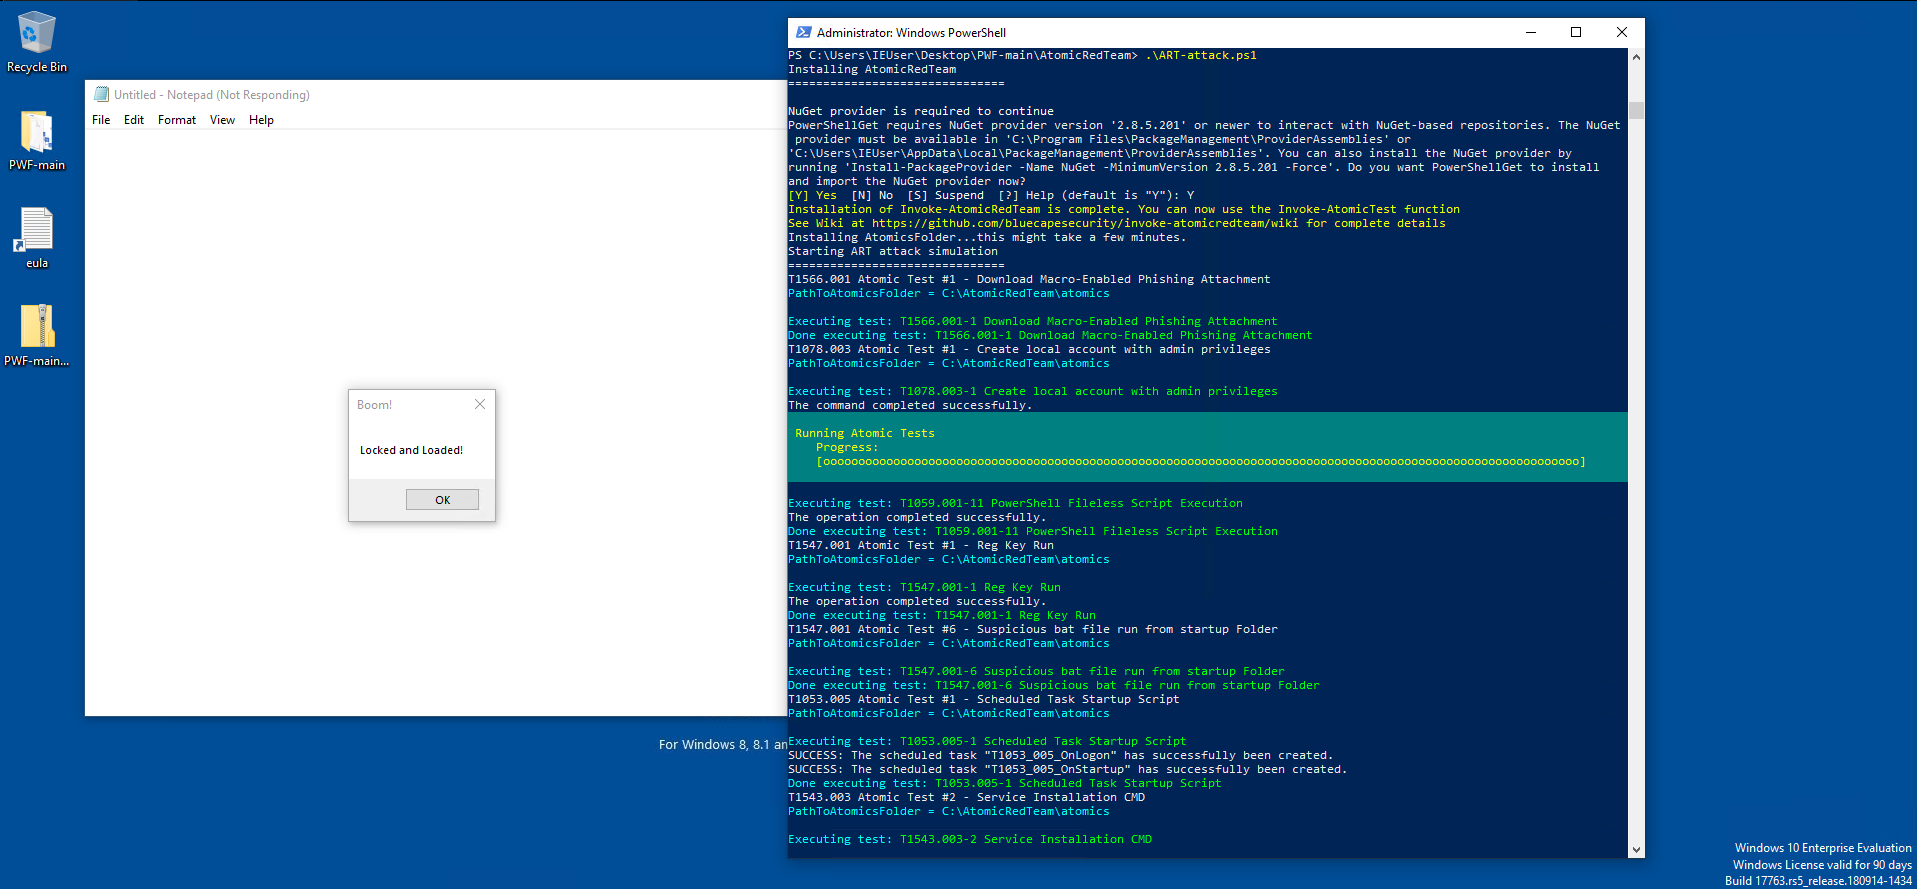 Recycle Bin
PWF-main
eula
PWF-main...
Untitled - Notepad (Not Responding)
File Edit Format View Help
Boom!
Locked and Loaded!
OK
For Windows 8, 8.1 an
Administrator: Windows PowerShell
PS C:\Users\IEUser\Desktop\PWF-main\AtomicRedTeam> .\ART-attack.ps1
Installing AtomicRedTeam
===============================
NuGet provider is required to continue
PowerShellGet requires NuGet provider version '2.8.5.201' or newer to interact with NuGet-based repositories. The NuGet
provider must be available in 'C:\Program Files\PackageManagement\ProviderAssemblies' or
'C:\Users\IEUser\AppData\Local\PackageManagement\ProviderAssemblies'. You can also install the NuGet provider by
running 'Install-PackageProvider -Name NuGet -MinimumVersion 2.8.5.201 -Force'. Do you want PowerShellGet to install
and import the NuGet provider now?
[Y] Yes  [N] No  [S] Suspend  [?] Help (default is "Y"): Y
Installation of Invoke-AtomicRedTeam is complete. You can now use the Invoke-AtomicTest function
See Wiki at https://github.com/bluecapesecurity/invoke-atomicredteam/wiki for complete details
Installing AtomicsFolder...this might take a few minutes.
Starting ART attack simulation
===============================
T1566.001 Atomic Test #1 - Download Macro-Enabled Phishing Attachment
PathToAtomicsFolder = C:\AtomicRedTeam\atomics
Executing test: T1566.001-1 Download Macro-Enabled Phishing Attachment
Done executing test: T1566.001-1 Download Macro-Enabled Phishing Attachment
T1078.003 Atomic Test #1 - Create local account with admin privileges
PathToAtomicsFolder = C:\AtomicRedTeam\atomics
Executing test: T1078.003-1 Create local account with admin privileges
The command completed successfully.
Running Atomic Tests
Progress:
[oooooooooooooooooooooooooooooooooooooooooooooooooooooooooooooooooooooooooooooooooooooooooooooooooooooooooooo]
Executing test: T1059.001-11 PowerShell Fileless Script Execution
The operation completed successfully.
Done executing test: T1059.001-11 PowerShell Fileless Script Execution
T1547.001 Atomic Test #1 - Reg Key Run
PathToAtomicsFolder = C:\AtomicRedTeam\atomics
Executing test: T1547.001-1 Reg Key Run
The operation completed successfully.
Done executing test: T1547.001-1 Reg Key Run
T1547.001 Atomic Test #6 - Suspicious bat file run from startup Folder
PathToAtomicsFolder = C:\AtomicRedTeam\atomics
Executing test: T1547.001-6 Suspicious bat file run from startup Folder
Done executing test: T1547.001-6 Suspicious bat file run from startup Folder
T1053.005 Atomic Test #1 - Scheduled Task Startup Script
PathToAtomicsFolder = C:\AtomicRedTeam\atomics
Executing test: T1053.005-1 Scheduled Task Startup Script
SUCCESS: The scheduled task "T1053_005_OnLogon" has successfully been created.
SUCCESS: The scheduled task "T1053_005_OnStartup" has successfully been created.
Done executing test: T1053.005-1 Scheduled Task Startup Script
T1543.003 Atomic Test #2 - Service Installation CMD
PathToAtomicsFolder = C:\AtomicRedTeam\atomics
Executing test: T1543.003-2 Service Installation CMD
Windows 10 Enterprise Evaluation
Windows License valid for 90 days
Build 17763.rs5_release.180914-1434